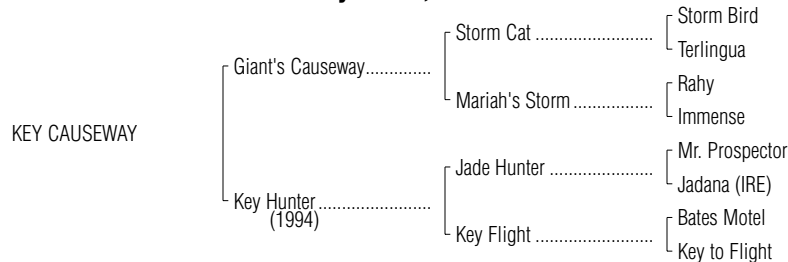 Storm Bird
Storm Cat ........................
Terlingua
Giant's Causeway..............
Rahy
Mariah's Storm ................
Immense
KEY CAUSEWAY
Mr. Prospector
Jade Hunter ......................
Jadana (IRE)
Key Hunter........................
(1994)
Bates Motel
Key Flight ........................
Key to Flight